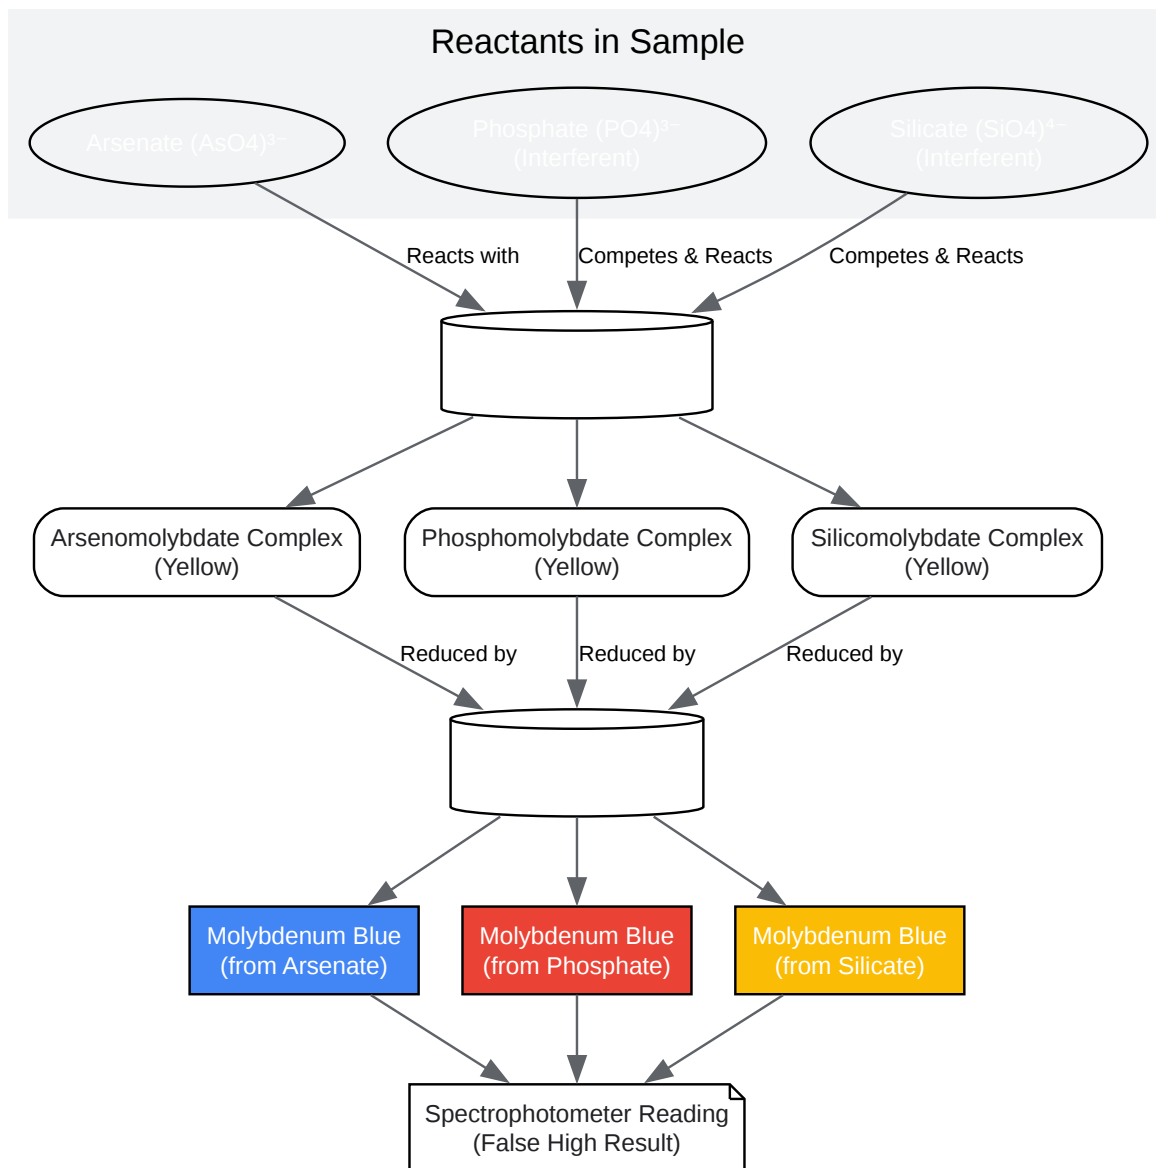 Reactants in Sample
Arsenate (AsO4)³⁻
Phosphate (PO4)³⁻
(Interferent)
Silicate (SiO4)⁴⁻
(Interferent)
Reacts with
Competes & Reacts
Competes & Reacts
Arsenomolybdate Complex
(Yellow)
Phosphomolybdate Complex
(Yellow)
Silicomolybdate Complex
(Yellow)
Reduced by
Reduced by
Reduced by
Molybdenum Blue
(from Arsenate)
Molybdenum Blue
(from Phosphate)
Molybdenum Blue
(from Silicate)
Spectrophotometer Reading
(False High Result)